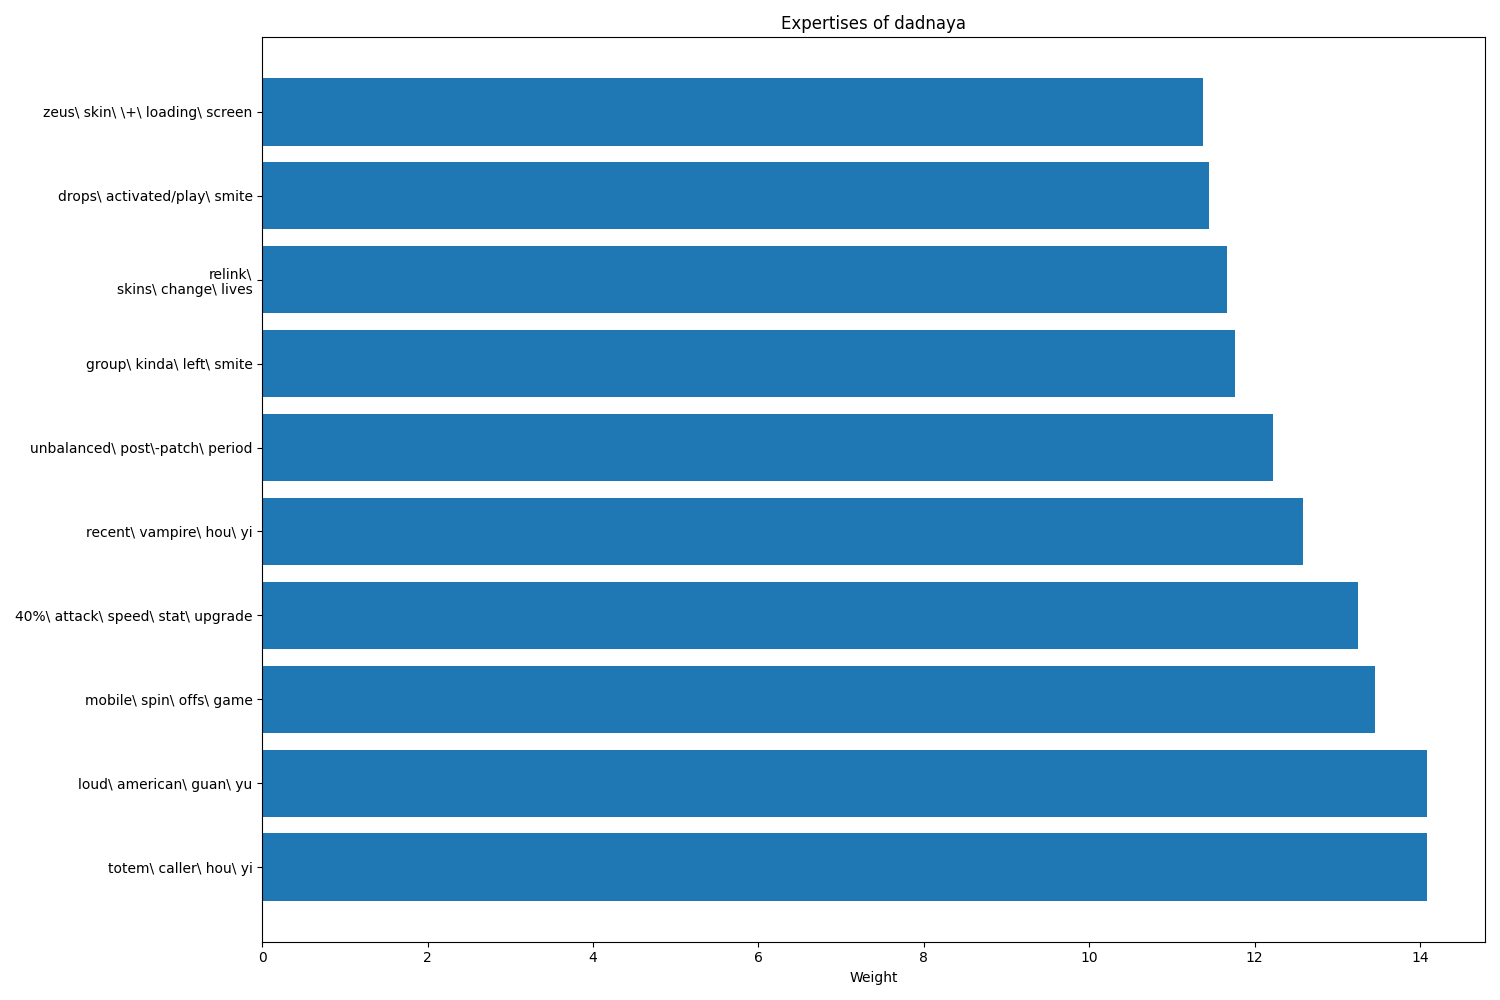 Expertises of dadnaya
zeus\ skin\ \+\ loading\ screen
drops\ activated/play\ smite
relink\
skins\ change\ lives
group\ kinda\ left\ smite
unbalanced\ post\-patch\ period
recent\ vampire\ hou\ yi
40%\ attack\ speed\ stat\ upgrade
mobile\ spin\ offs\ game
loud\ american\ guan\ yu
totem\ caller\ hou\ yi
0 2 4 6 8 10 12 14
Weight